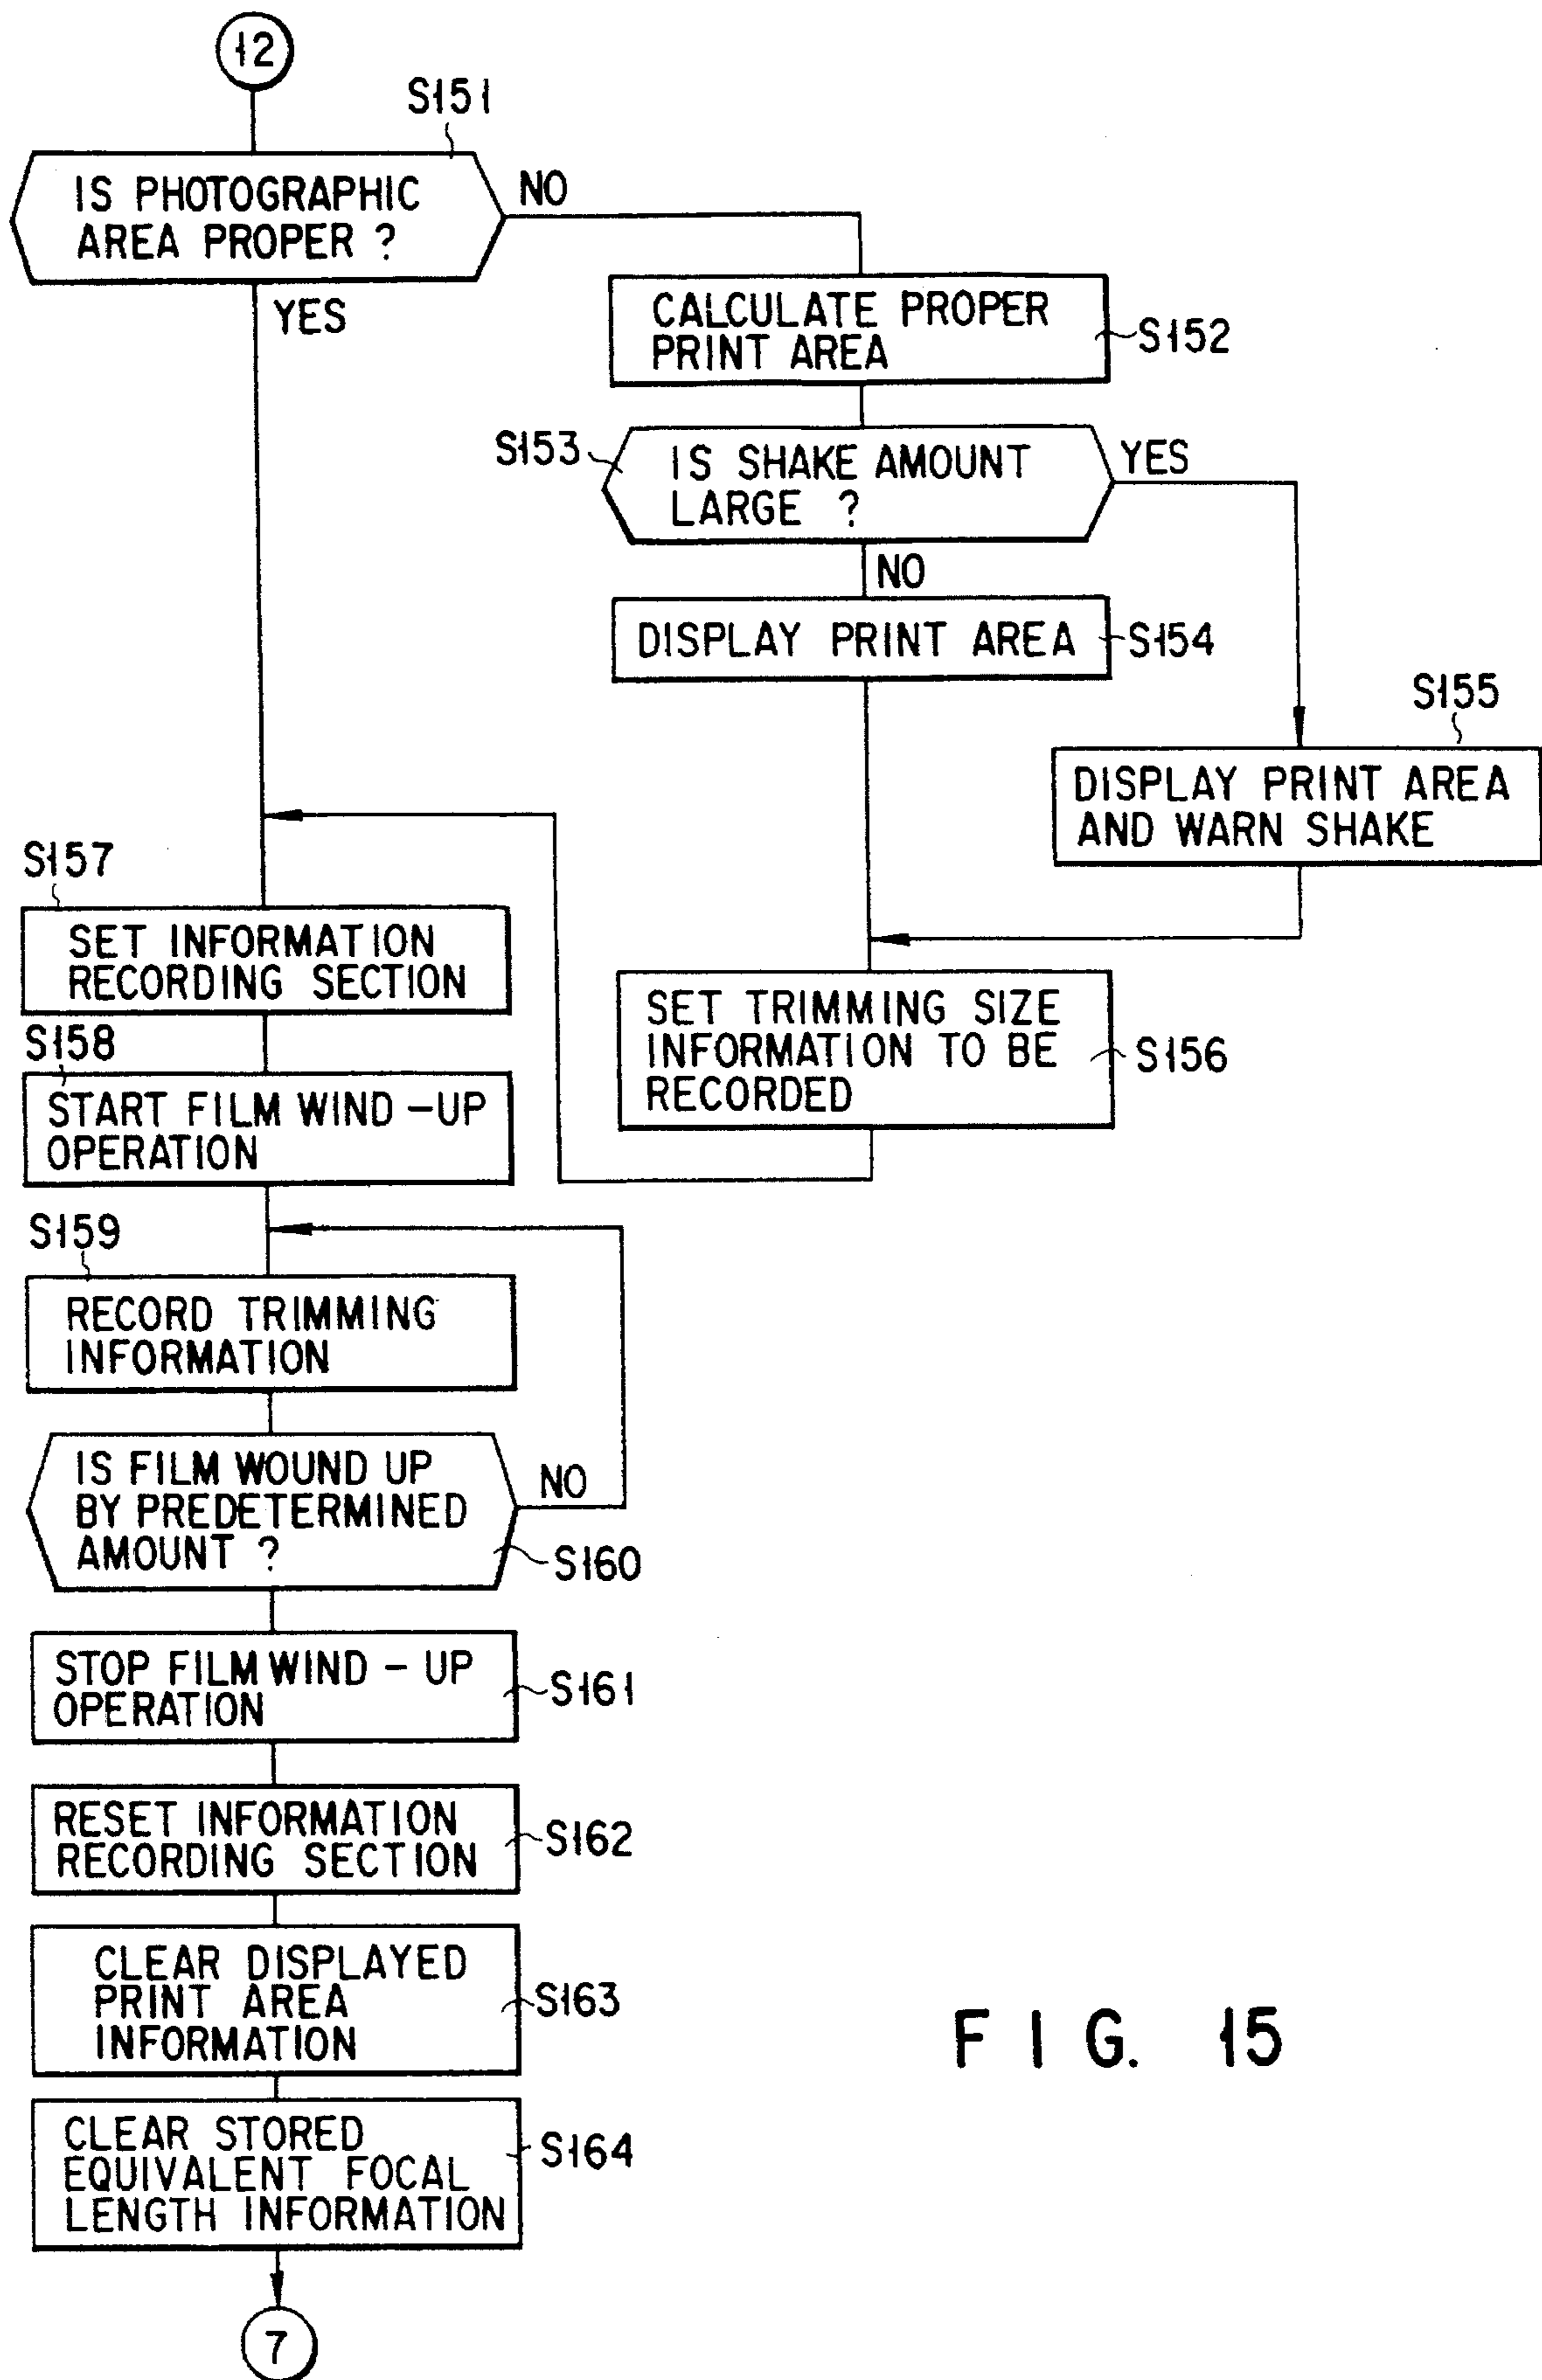 12
S151
IS PHOTOGRAPHIC
AREA PROPER ?
NO
YES
CALCULATE PROPER
PRINT AREA
S152
S153
IS SHAKE AMOUNT
LARGE ?
YES
NO
DISPLAY PRINT AREA
S154
S155
DISPLAY PRINT AREA
AND WARN SHAKE
S157
SET INFORMATION
RECORDING SECTION
SET TRIMMING SIZE
INFORMATION TO BE
RECORDED
S156
S158
START FILM WIND-UP
OPERATION
S159
RECORD TRIMMING
INFORMATION
IS FILM WOUND UP
BY PREDETERMINED
AMOUNT ?
NO
S160
STOP FILM WIND-UP
OPERATION
S161
RESET INFORMATION
RECORDING SECTION
S162
CLEAR DISPLAYED
PRINT AREA
INFORMATION
S163
FIG. 15
CLEAR STORED
EQUIVALENT FOCAL
LENGTH INFORMATION
S164
7